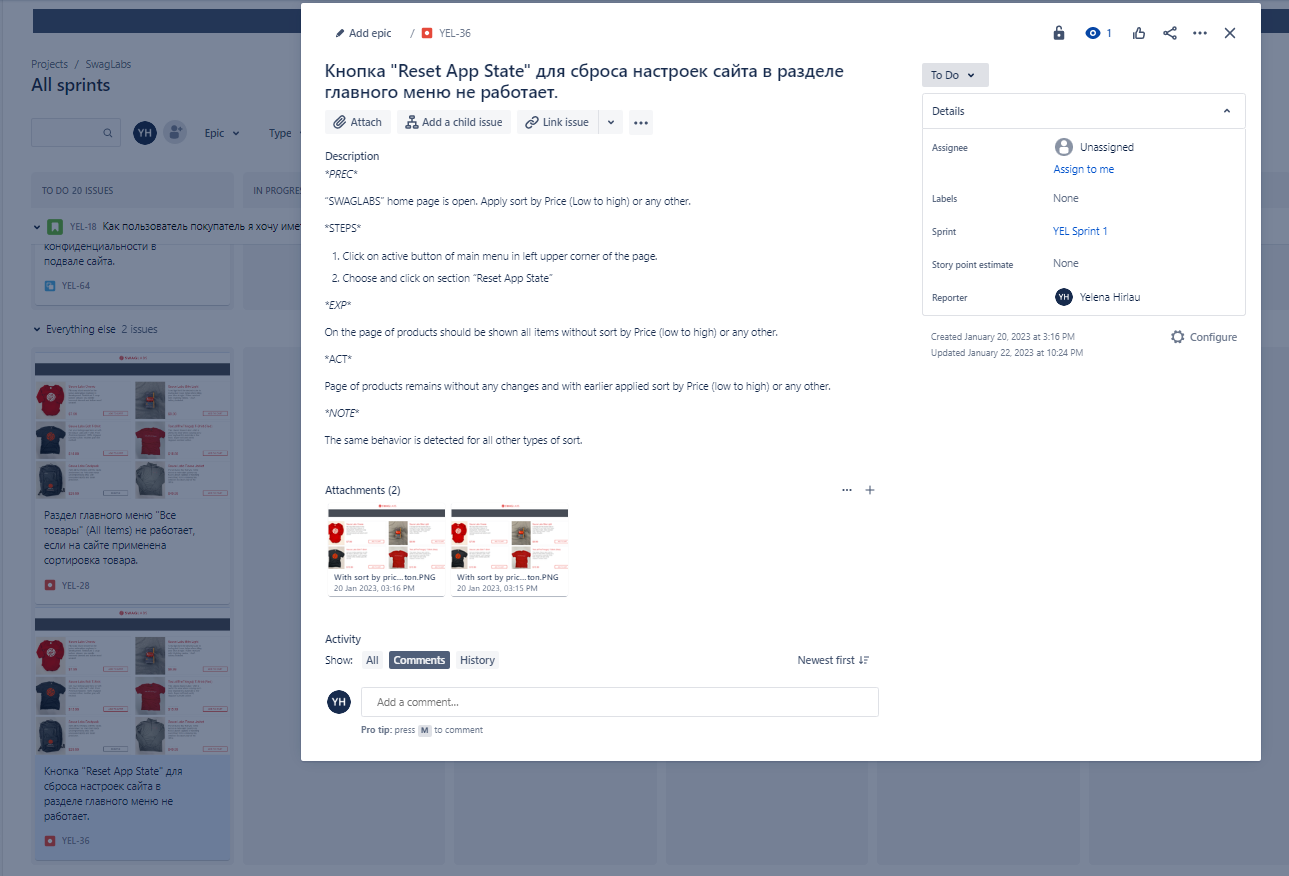 Projects / SwagLabs
All sprints
YH
Epic
Type
TO DO 20 ISSUES
IN PROGRE
YEL-18 Как пользователь покупатель я хочу име
конфиденциальности в
подвале сайта.
YEL-64
Everything else 2 issues
Раздел главного меню "Все
товары" (All Items) не работает,
если на сайте применена
сортировка товара.
YEL-28
Кнопка "Reset App State" для
сброса настроек сайта в
разделе главного меню не
работает.
YEL-36
Add epic / YEL-36
1
Кнопка "Reset App State" для сброса настроек сайта в разделе
главного меню не работает.
Attach
Add a child issue
Link issue
Description
*PREC*
"SWAGLABS" home page is open. Apply sort by Price (Low to high) or any other.
*STEPS*
1. Click on active button of main menu in left upper corner of the page.
2. Choose and click on section "Reset App State"
*EXP*
On the page of products should be shown all items without sort by Price (low to high) or any other.
*ACT*
Page of products remains without any changes and with earlier applied sort by Price (low to high) or any other.
*NOTE*
The same behavior is detected for all other types of sort.
Attachments (2)
With sort by pric...ton.PNG
20 Jan 2023, 03:16 PM
With sort by pric...ton.PNG
20 Jan 2023, 03:15 PM
Activity
Show: All Comments History
Newest first
YH
Add a comment...
Pro tip: press M to comment
To Do
Details
Assignee
Unassigned
Assign to me
Labels
None
Sprint
YEL Sprint 1
Story point estimate
None
Reporter
YH Yelena Hirlau
Created January 20, 2023 at 3:16 PM
Updated January 22, 2023 at 10:24 PM
Configure